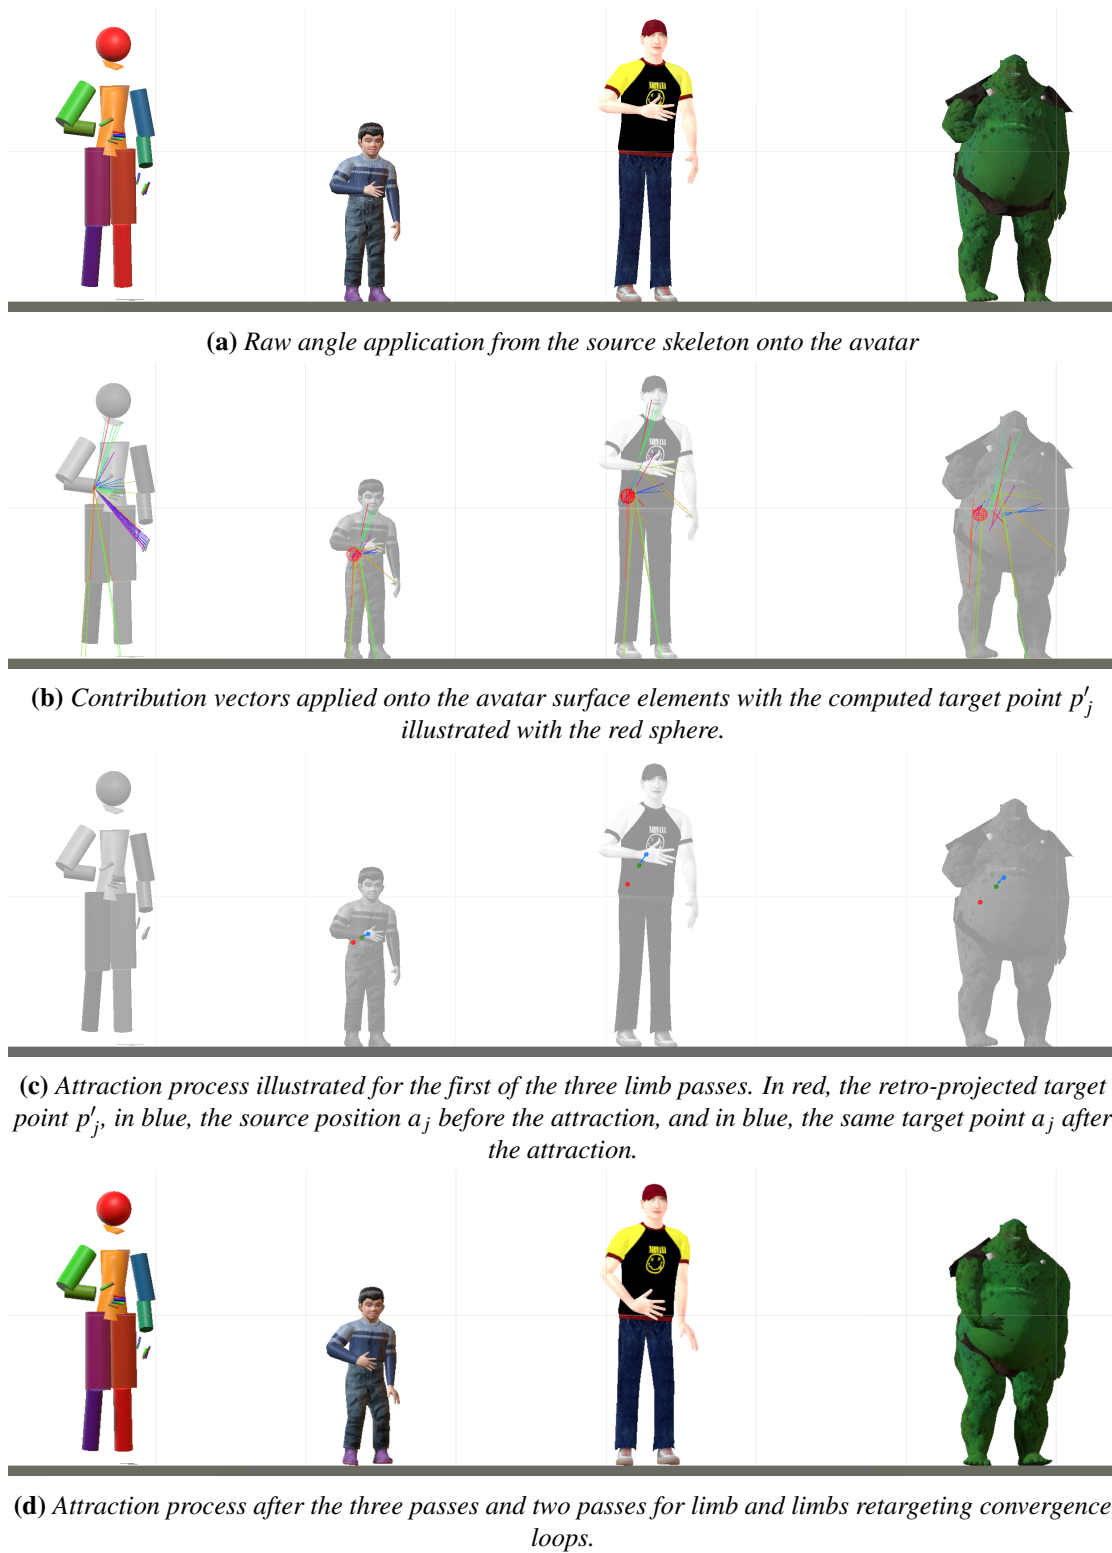 NIRVANA
(a) Raw angle application from the source skeleton onto the avatar
NIRVANA
(b) Contribution vectors applied onto the avatar surface elements with the computed target point p′j
illustrated with the red sphere.
NIRVANA
(c) Attraction process illustrated for the first of the three limb passes. In red, the retro-projected target
point p′j, in blue, the source position aj before the attraction, and in blue, the same target point aj after
the attraction.
NIRVANA
(d) Attraction process after the three passes and two passes for limb and limbs retargeting convergence
loops.